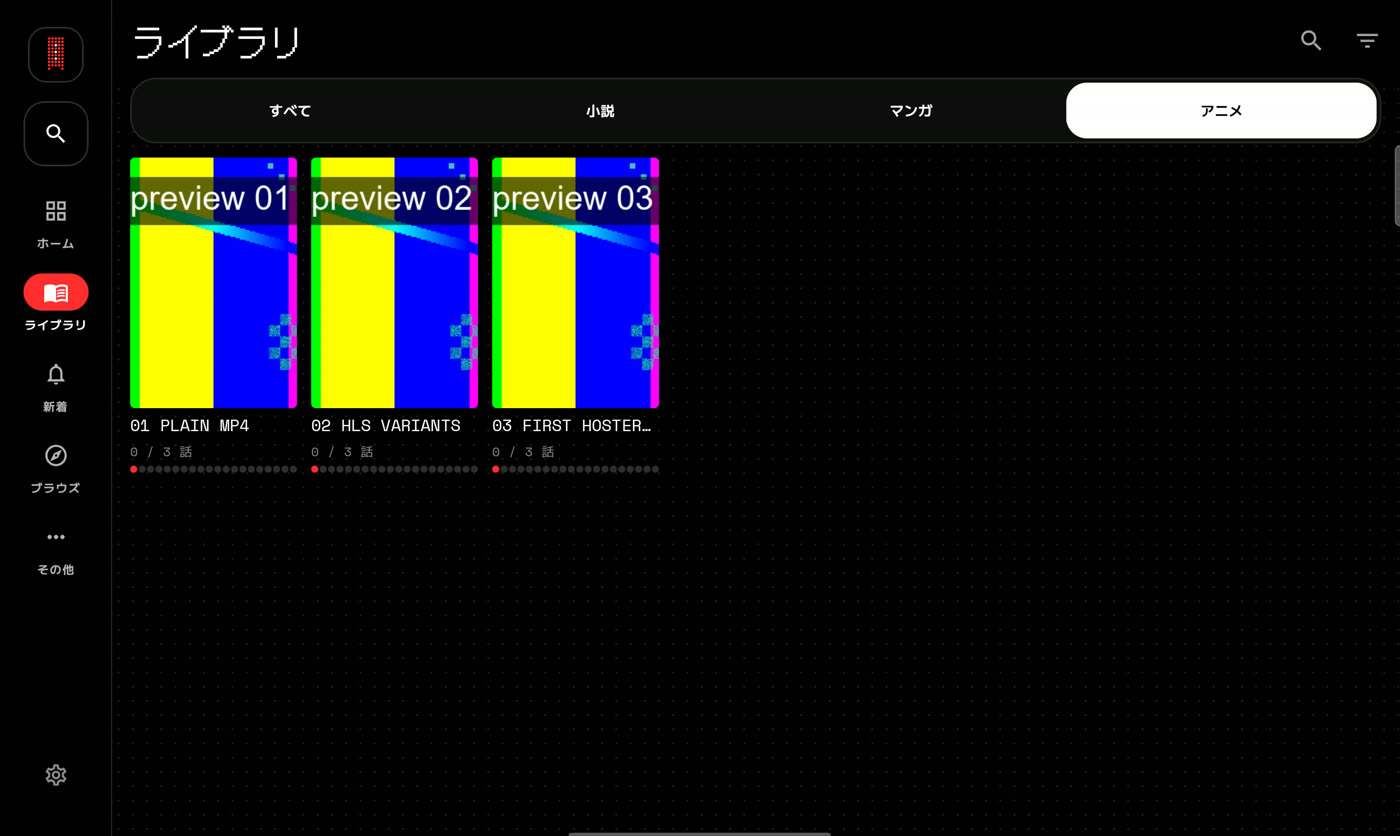 ライブラリ
すべて
小説
マンガ
アニメ
ホーム
ライブラリ
新着
ブラウズ
その他
preview 01
preview 02
preview 03
01 PLAIN MP4
02 HLS VARIANTS
03 FIRST HOSTER…
0 / 3 話
0 / 3 話
0 / 3 話